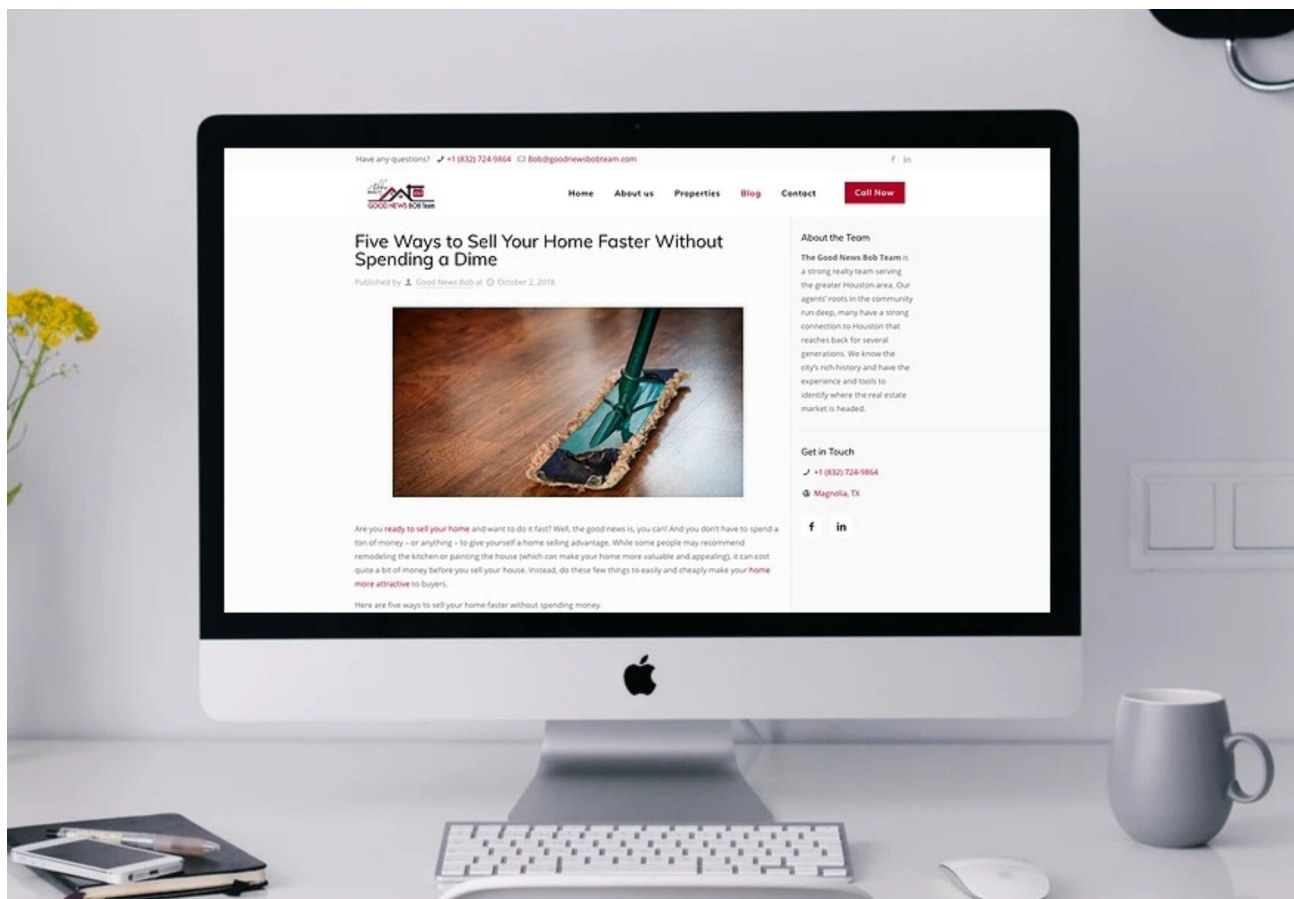 Have any questions? +1 (832) 724-9864 Bob@goodnewsbobteam.com
f in
GOOD NEWS BOB Team
Home About us Properties Blog Contact Call Now
Five Ways to Sell Your Home Faster Without
Spending a Dime
Published by Good News Bob at October 2, 2018
Are you ready to sell your home and want to do it fast? Well, the good news is, you can! And you don't have to spend a
ton of money – or anything – to give yourself a home selling advantage. While some people may recommend
remodeling the kitchen or painting the house (which can make your home more valuable and appealing), it can cost
quite a bit of money before you sell your house. Instead, do these few things to easily and cheaply make your home
more attractive to buyers.
Here are five ways to sell your home faster without spending money.
About the Team
The Good News Bob Team is
a strong realty team serving
the greater Houston area. Our
agents' roots in the community
run deep, many have a strong
connection to Houston that
reaches back for several
generations. We know the
city's rich history and have the
experience and tools to
identify where the real estate
market is headed.
Get in Touch
+1 (832) 724-9864
Magnolia, TX
f in